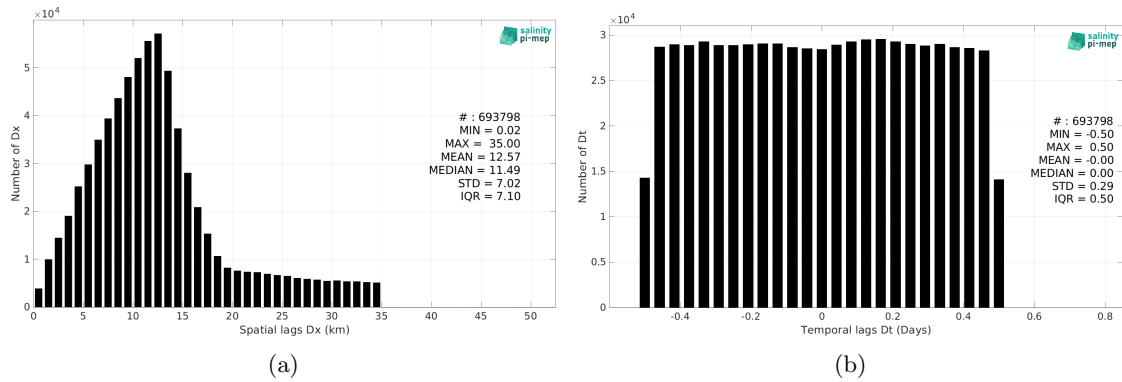 ×10⁴
salinity
pi-mep
5
4
3
2
1
0
Number of Dx
# : 693798
MIN = 0.02
MAX = 35.00
MEAN = 12.57
MEDIAN = 11.49
STD = 7.02
IQR = 7.10
0 5 10 15 20 25 30 35 40 45 50
Spatial lags Dx (km)
(a)
×10⁴
salinity
pi-mep
3
2.5
2
1.5
1
0.5
0
Number of Dt
# : 693798
MIN = -0.50
MAX = 0.50
MEAN = -0.00
MEDIAN = 0.00
STD = 0.29
IQR = 0.50
-0.4 -0.2 0 0.2 0.4 0.6 0.8
Temporal lags Dt (Days)
(b)